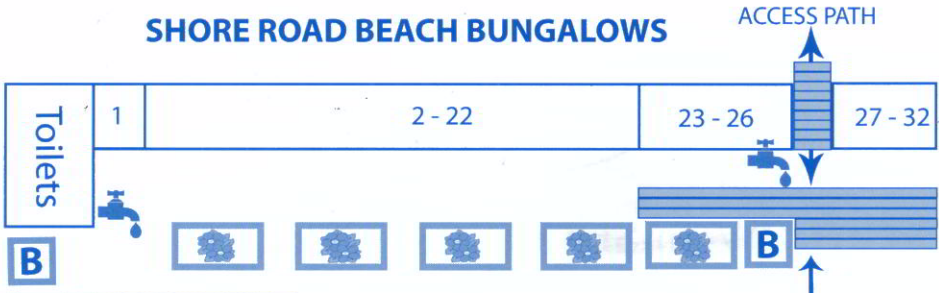 ACCESS PATH
SHORE ROAD BEACH BUNGALOWS
Toilets
1
2 - 22
23 - 26
27 - 32
B
B